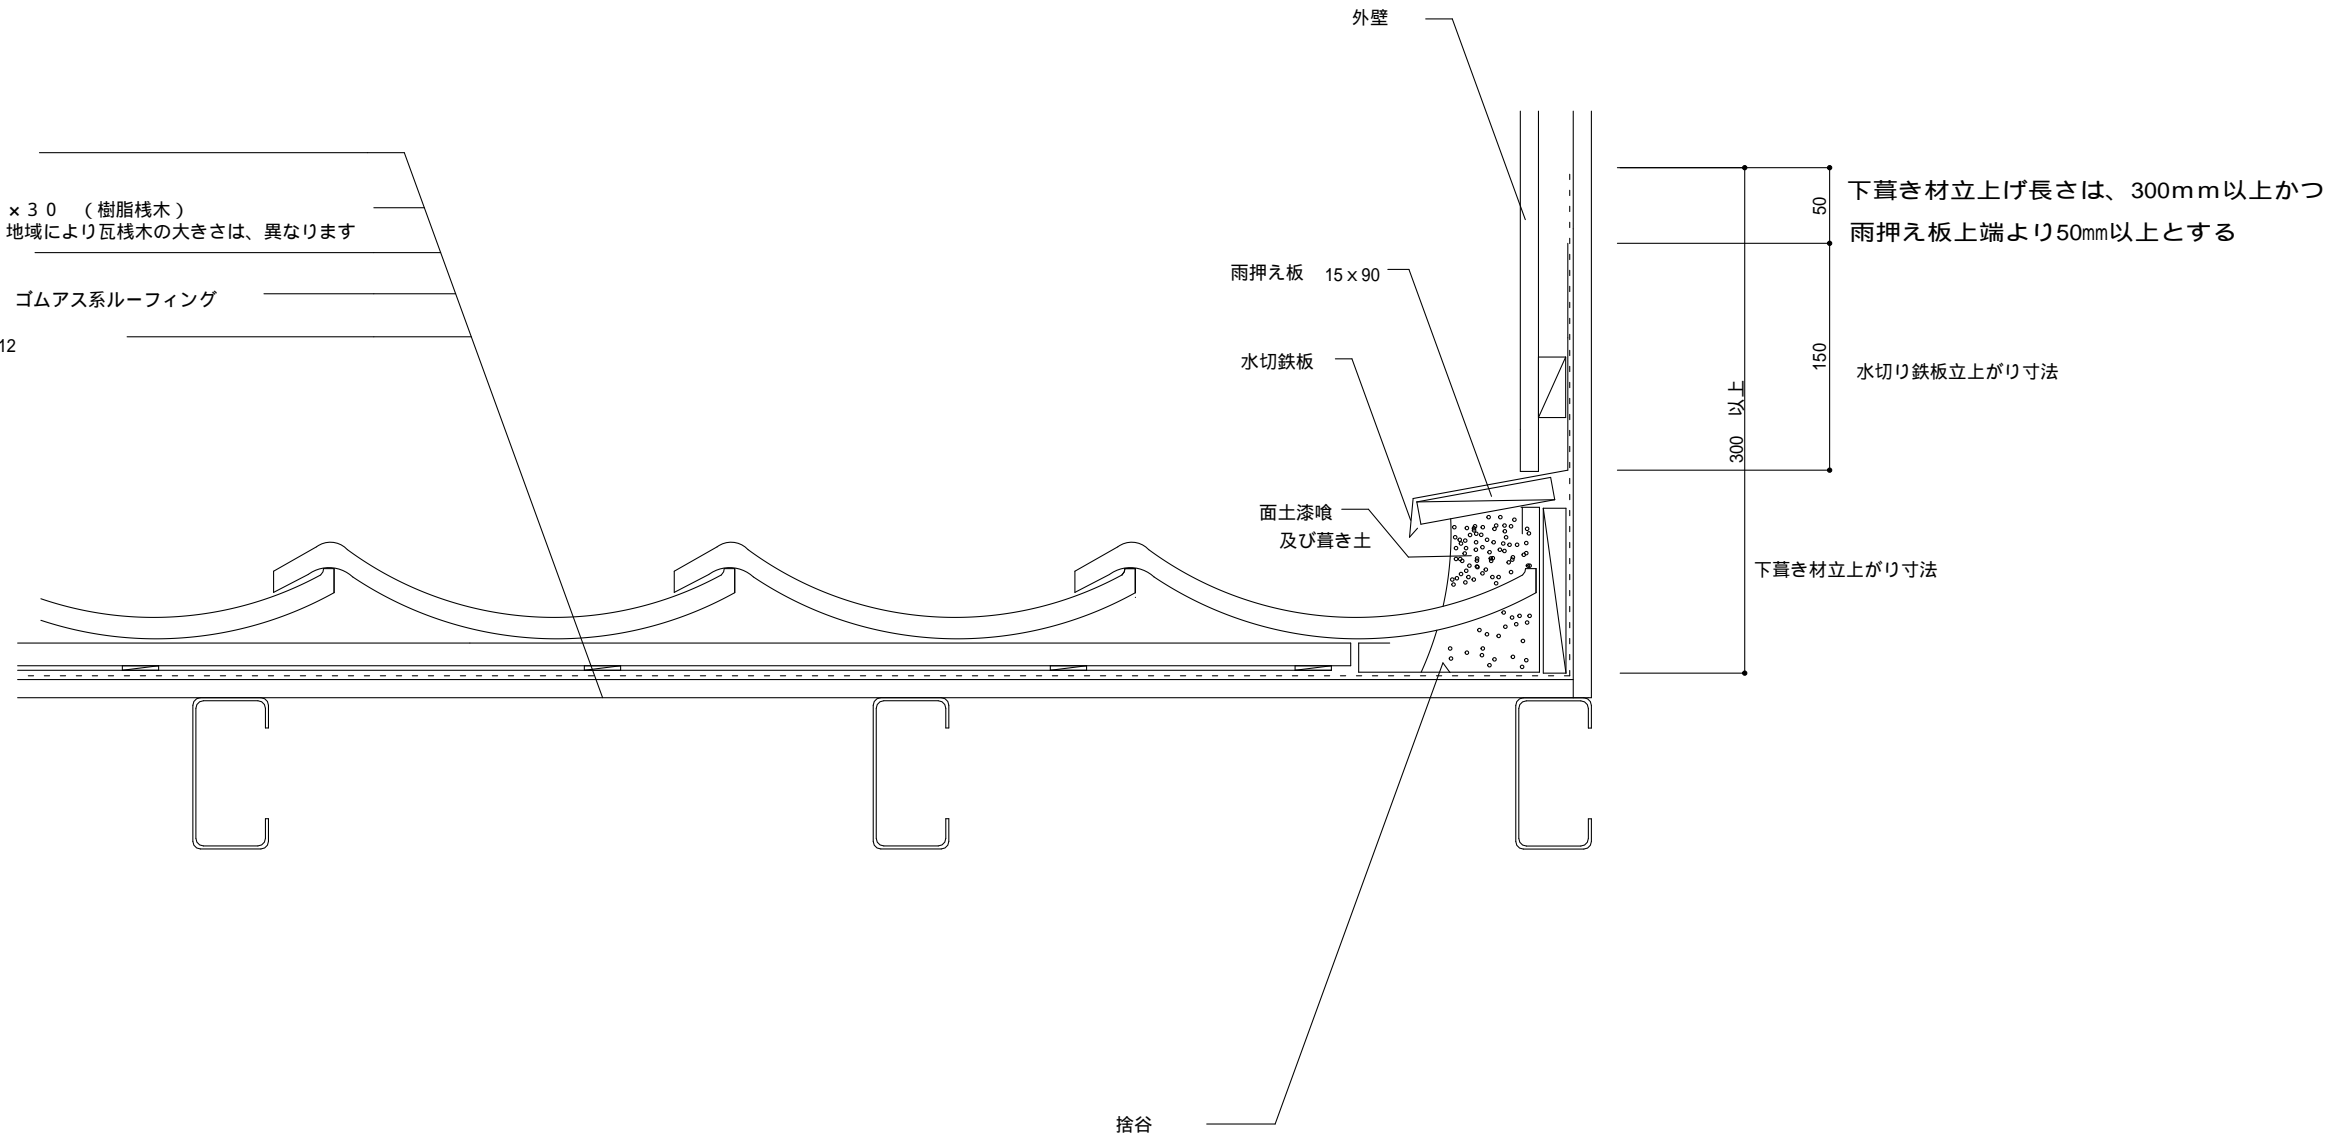 外壁
×３０　（樹脂桟木）
地域により瓦桟木の大きさは、異なります
ゴムアス系ルーフィング
12
雨押え板　15×90
水切鉄板
面土漆喰
及び葺き土
捨谷
50
下葺き材立上げ長さは、300ｍｍ以上かつ
雨押え板上端より50㎜以上とする
150
水切り鉄板立上がり寸法
300　以上
下葺き材立上がり寸法